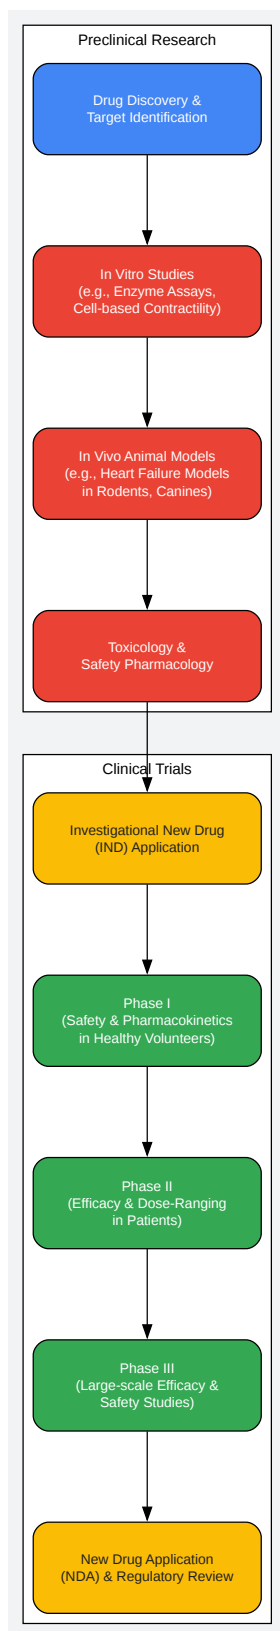 Preclinical Research
Drug Discovery &
Target Identification
In Vitro Studies
(e.g., Enzyme Assays,
Cell-based Contractility)
In Vivo Animal Models
(e.g., Heart Failure Models
in Rodents, Canines)
Toxicology &
Safety Pharmacology
Clinical Trials
Investigational New Drug
(IND) Application
Phase I
(Safety & Pharmacokinetics
in Healthy Volunteers)
Phase II
(Efficacy & Dose-Ranging
in Patients)
Phase III
(Large-scale Efficacy &
Safety Studies)
New Drug Application
(NDA) & Regulatory Review